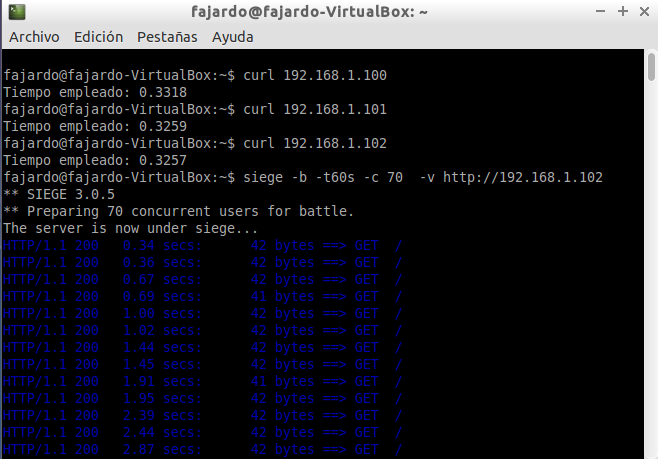 fajardo@fajardo-VirtualBox: ~
Archivo Edición Pestañas Ayuda
fajardo@fajardo-VirtualBox:~$ curl 192.168.1.100
Tiempo empleado: 0.3318
fajardo@fajardo-VirtualBox:~$ curl 192.168.1.101
Tiempo empleado: 0.3259
fajardo@fajardo-VirtualBox:~$ curl 192.168.1.102
Tiempo empleado: 0.3257
fajardo@fajardo-VirtualBox:~$ siege -b -t60s -c 70  -v http://192.168.1.102
** SIEGE 3.0.5
** Preparing 70 concurrent users for battle.
The server is now under siege...
HTTP/1.1 200   0.34 secs:      42 bytes ==> GET  /
HTTP/1.1 200   0.36 secs:      42 bytes ==> GET  /
HTTP/1.1 200   0.67 secs:      42 bytes ==> GET  /
HTTP/1.1 200   0.69 secs:      41 bytes ==> GET  /
HTTP/1.1 200   1.00 secs:      42 bytes ==> GET  /
HTTP/1.1 200   1.02 secs:      42 bytes ==> GET  /
HTTP/1.1 200   1.44 secs:      42 bytes ==> GET  /
HTTP/1.1 200   1.45 secs:      42 bytes ==> GET  /
HTTP/1.1 200   1.91 secs:      41 bytes ==> GET  /
HTTP/1.1 200   1.95 secs:      42 bytes ==> GET  /
HTTP/1.1 200   2.39 secs:      42 bytes ==> GET  /
HTTP/1.1 200   2.44 secs:      42 bytes ==> GET  /
HTTP/1.1 200   2.87 secs:      42 bytes ==> GET  /